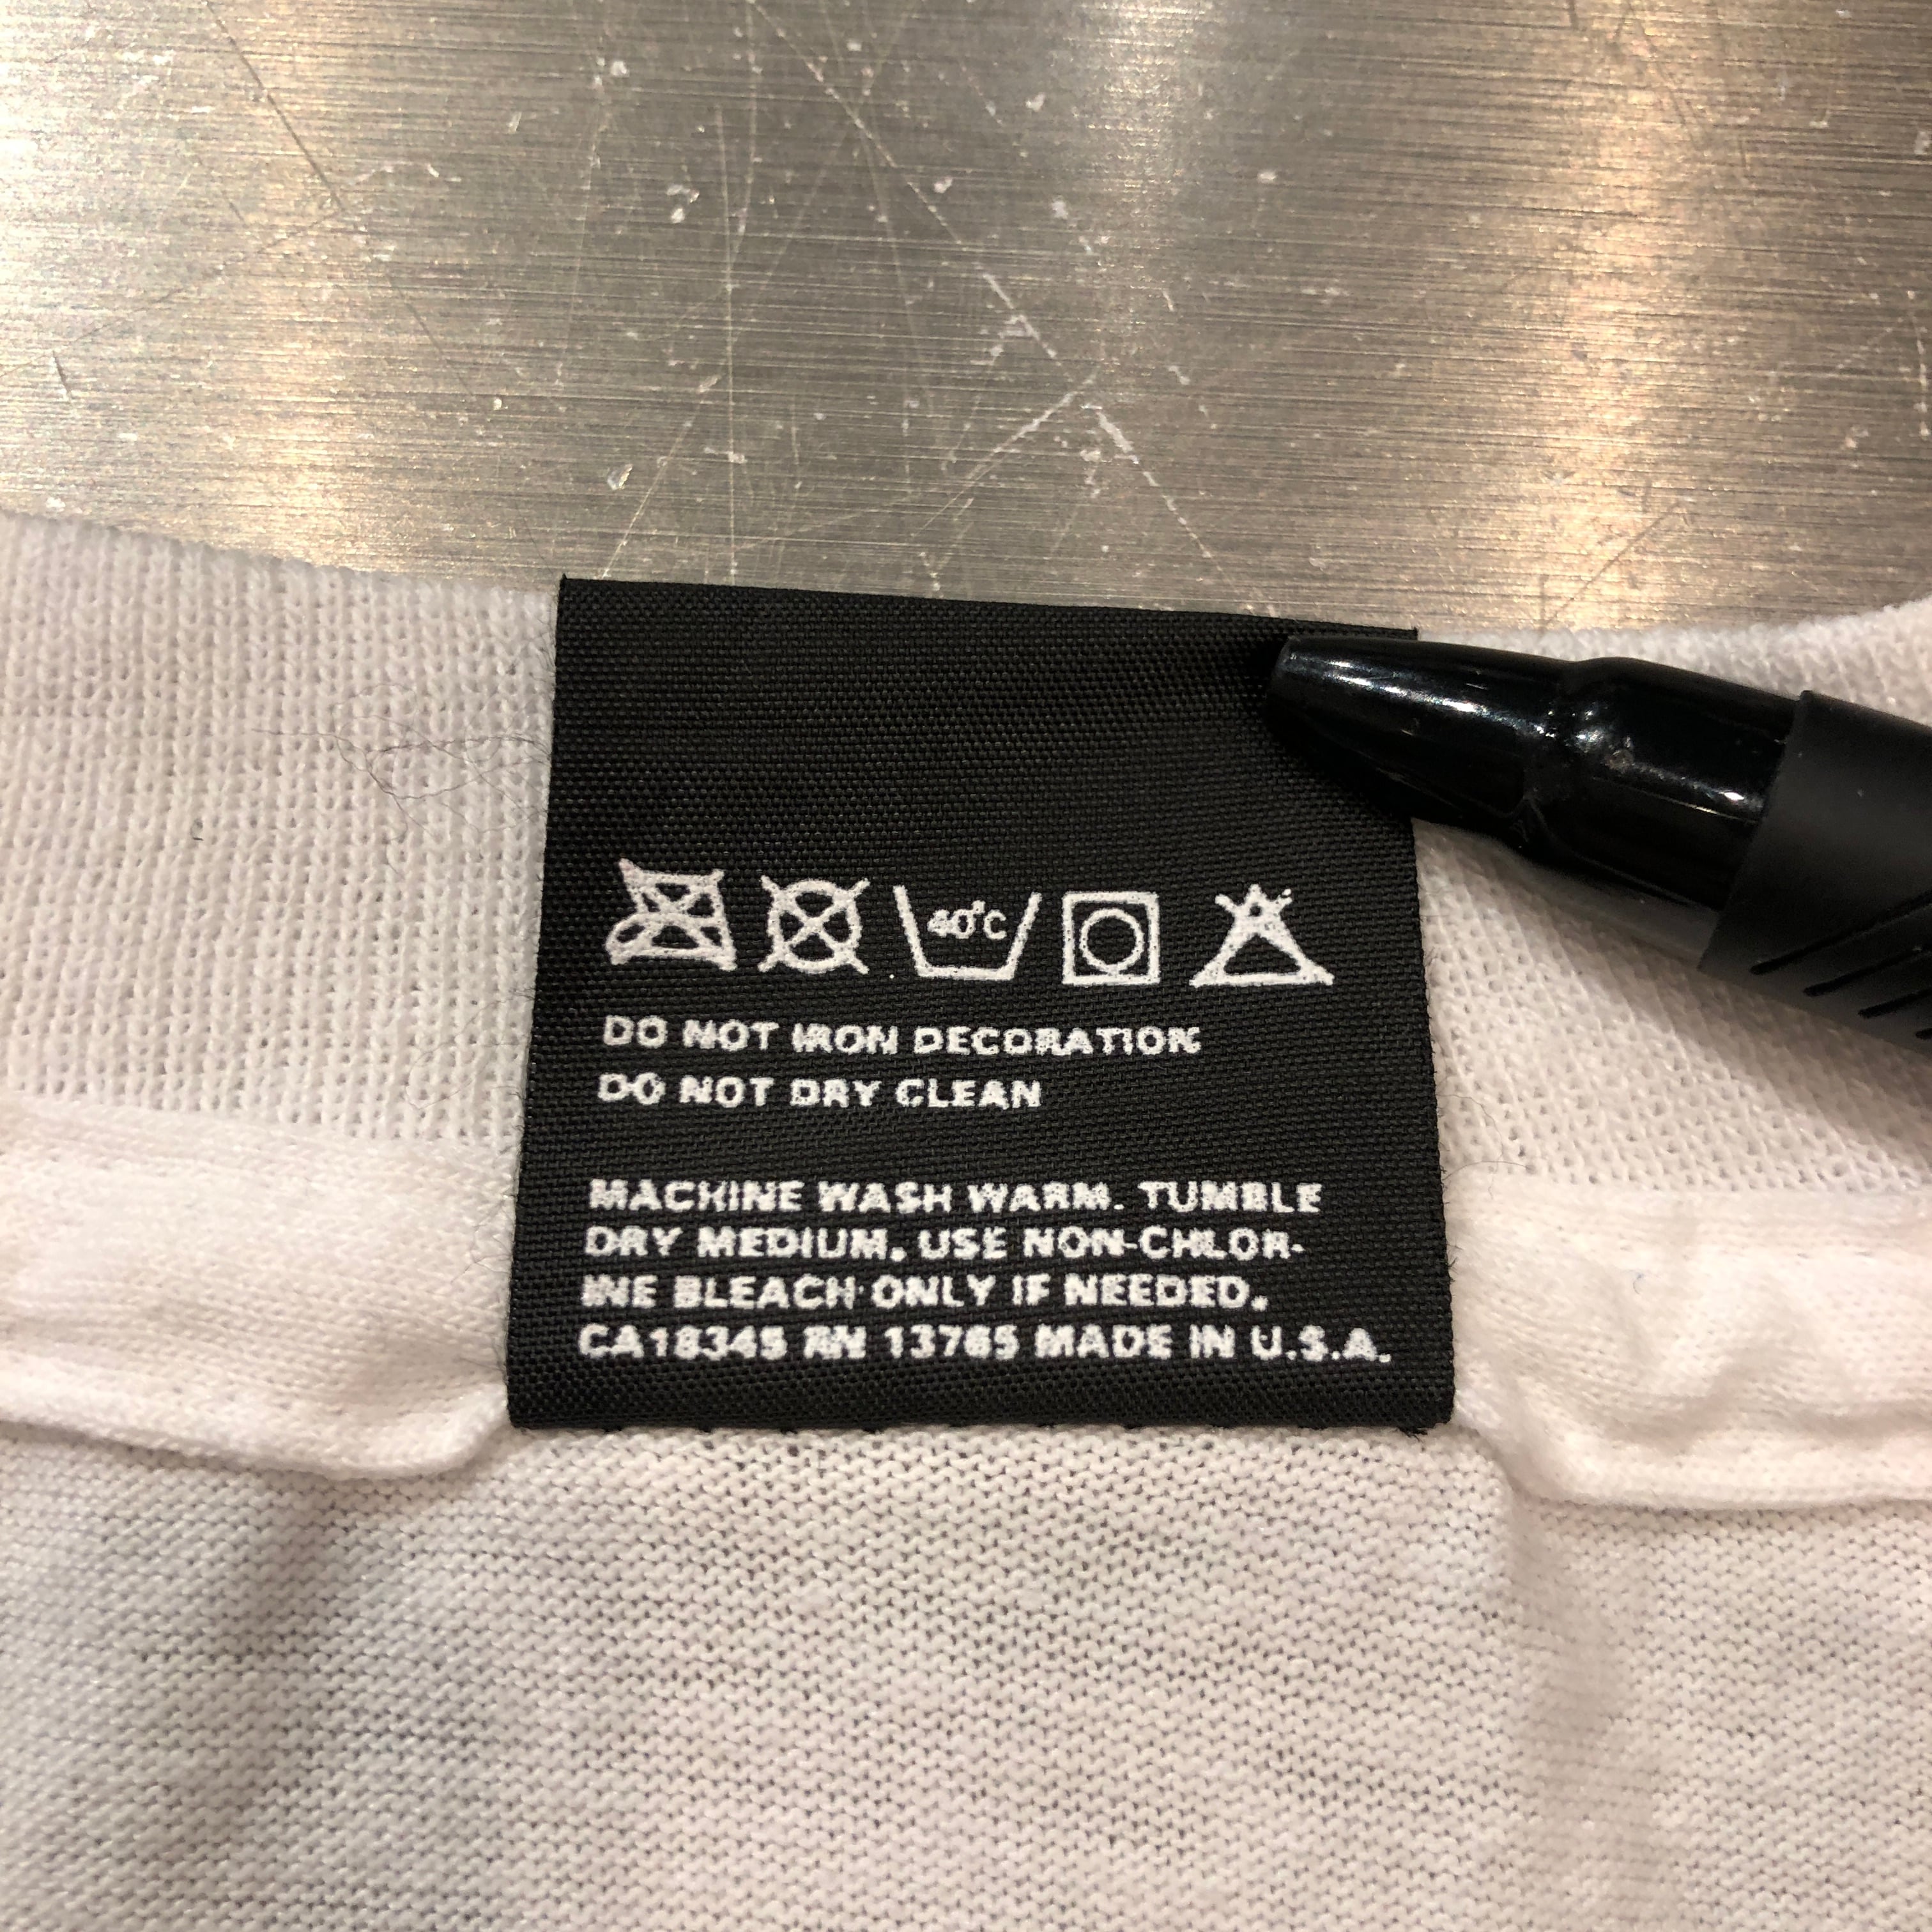 40°C
DO NOT IRON DECORATION
DO NOT DRY CLEAN
MACHINE WASH WARM. TUMBLE
DRY MEDIUM. USE NON-CHLOR-
INE BLEACH ONLY IF NEEDED.
CA18345 RN 13765 MADE IN U.S.A.